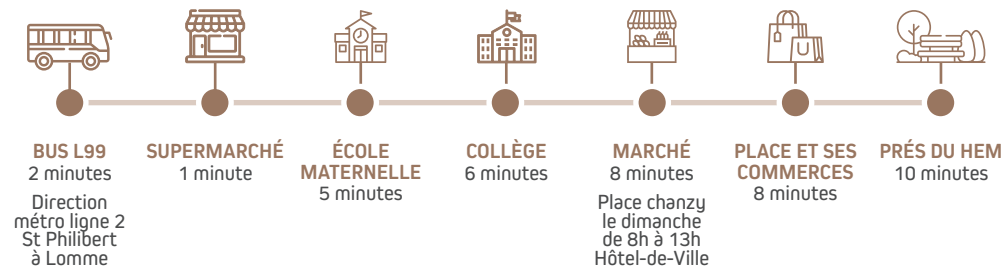 BUS L99
2 minutes
Direction
métro ligne 2
St Philibert
à Lomme
SUPERMARCHÉ
1 minute
ÉCOLE
MATERNELLE
5 minutes
COLLÈGE
6 minutes
MARCHÉ
8 minutes
Place chanzy
le dimanche
de 8h à 13h
Hôtel-de-Ville
PLACE ET SES
COMMERCES
8 minutes
PRÉS DU HEM
10 minutes